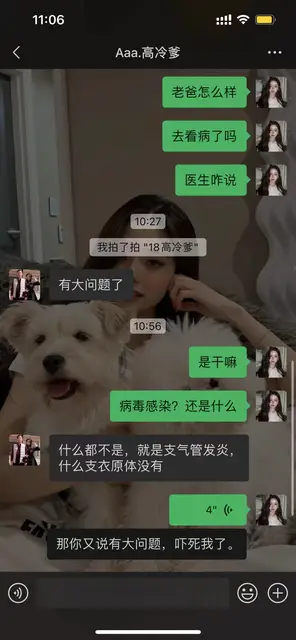 11:06
Aaa.高冷爹
老爸怎么样
去看病了吗
医生咋说
10:27
我拍了拍 "18高冷爹"
有大问题了
10:56
是干嘛
病毒感染？还是什么
什么都不是，就是支气管发炎，
什么支衣原体没有
4"
那你又说有大问题，吓死我了。